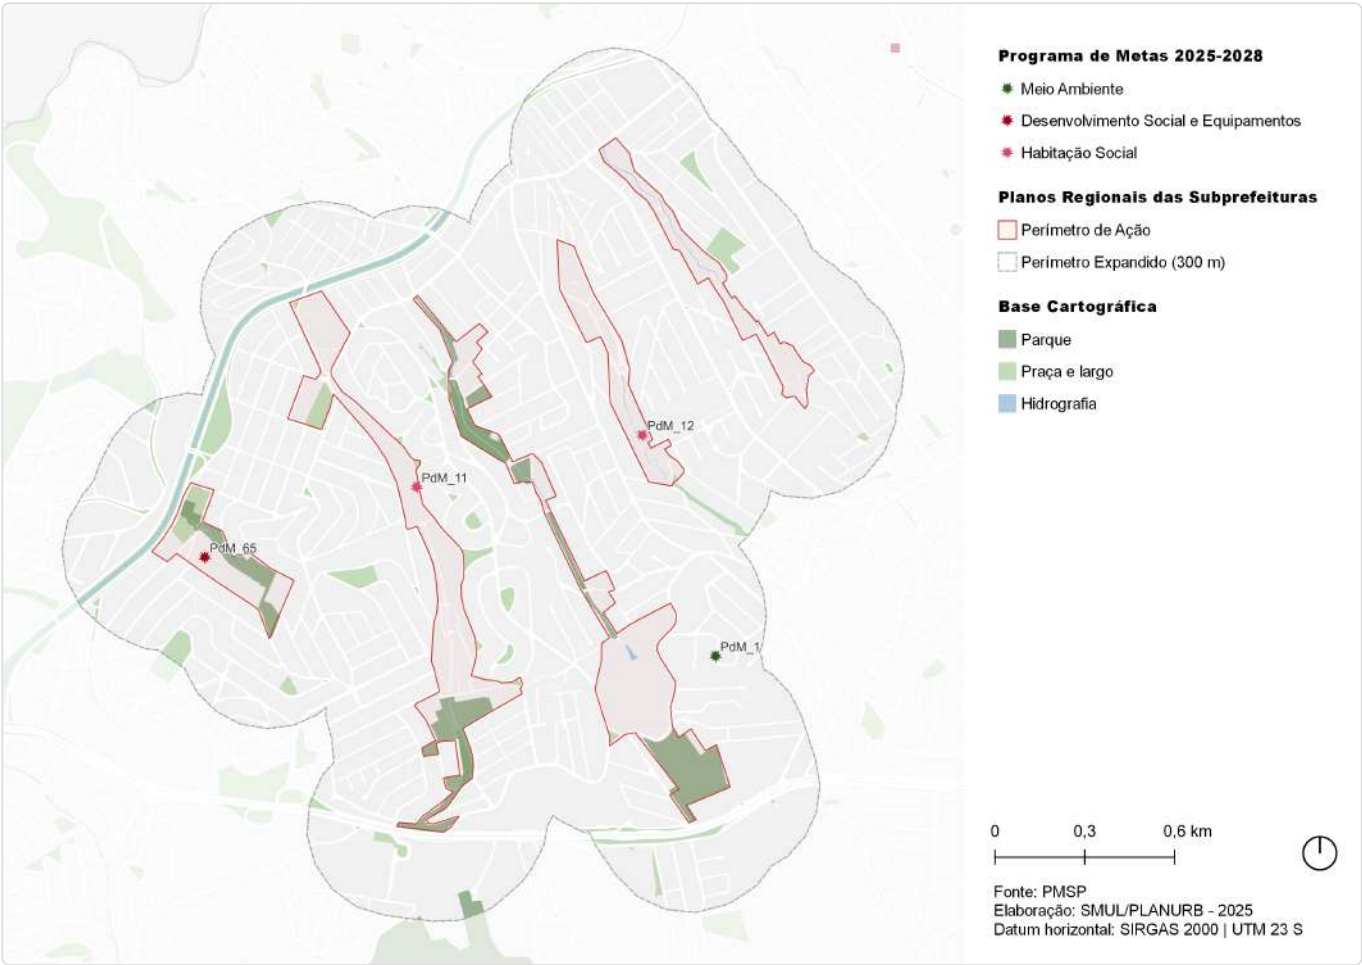 Programa de Metas 2025-2028
Meio Ambiente
Desenvolvimento Social e Equipamentos
Habitação Social
Planos Regionais das Subprefeituras
Perímetro de Ação
Perímetro Expandido (300 m)
Base Cartográfica
Parque
Praça e largo
Hidrografia
PdM_12
PdM_11
PdM_65
PdM_1
0 0,3 0,6 km
Fonte: PMSP
Elaboração: SMUL/PLANURB - 2025
Datum horizontal: SIRGAS 2000 | UTM 23 S